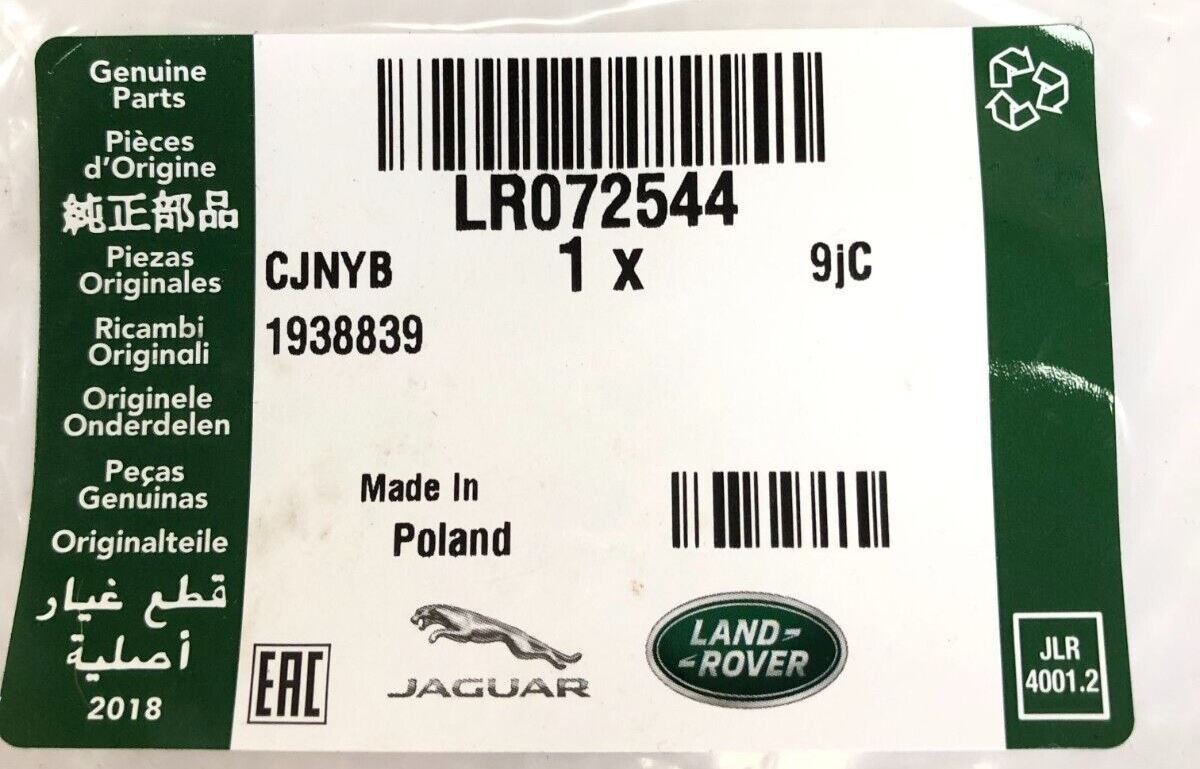 Genuine
Parts
Pièces
d'Origine
純正部品
Piezas
Originales
Ricambi
Originali
Originele
Onderdelen
Peças
Genuinas
Originalteile
قطع غيار
أصلية
2018
LR072544
CJNYB 1 x 9jC
1938839
Made In
Poland
EAC
JAGUAR
LAND-
-ROVER
JLR
4001.2